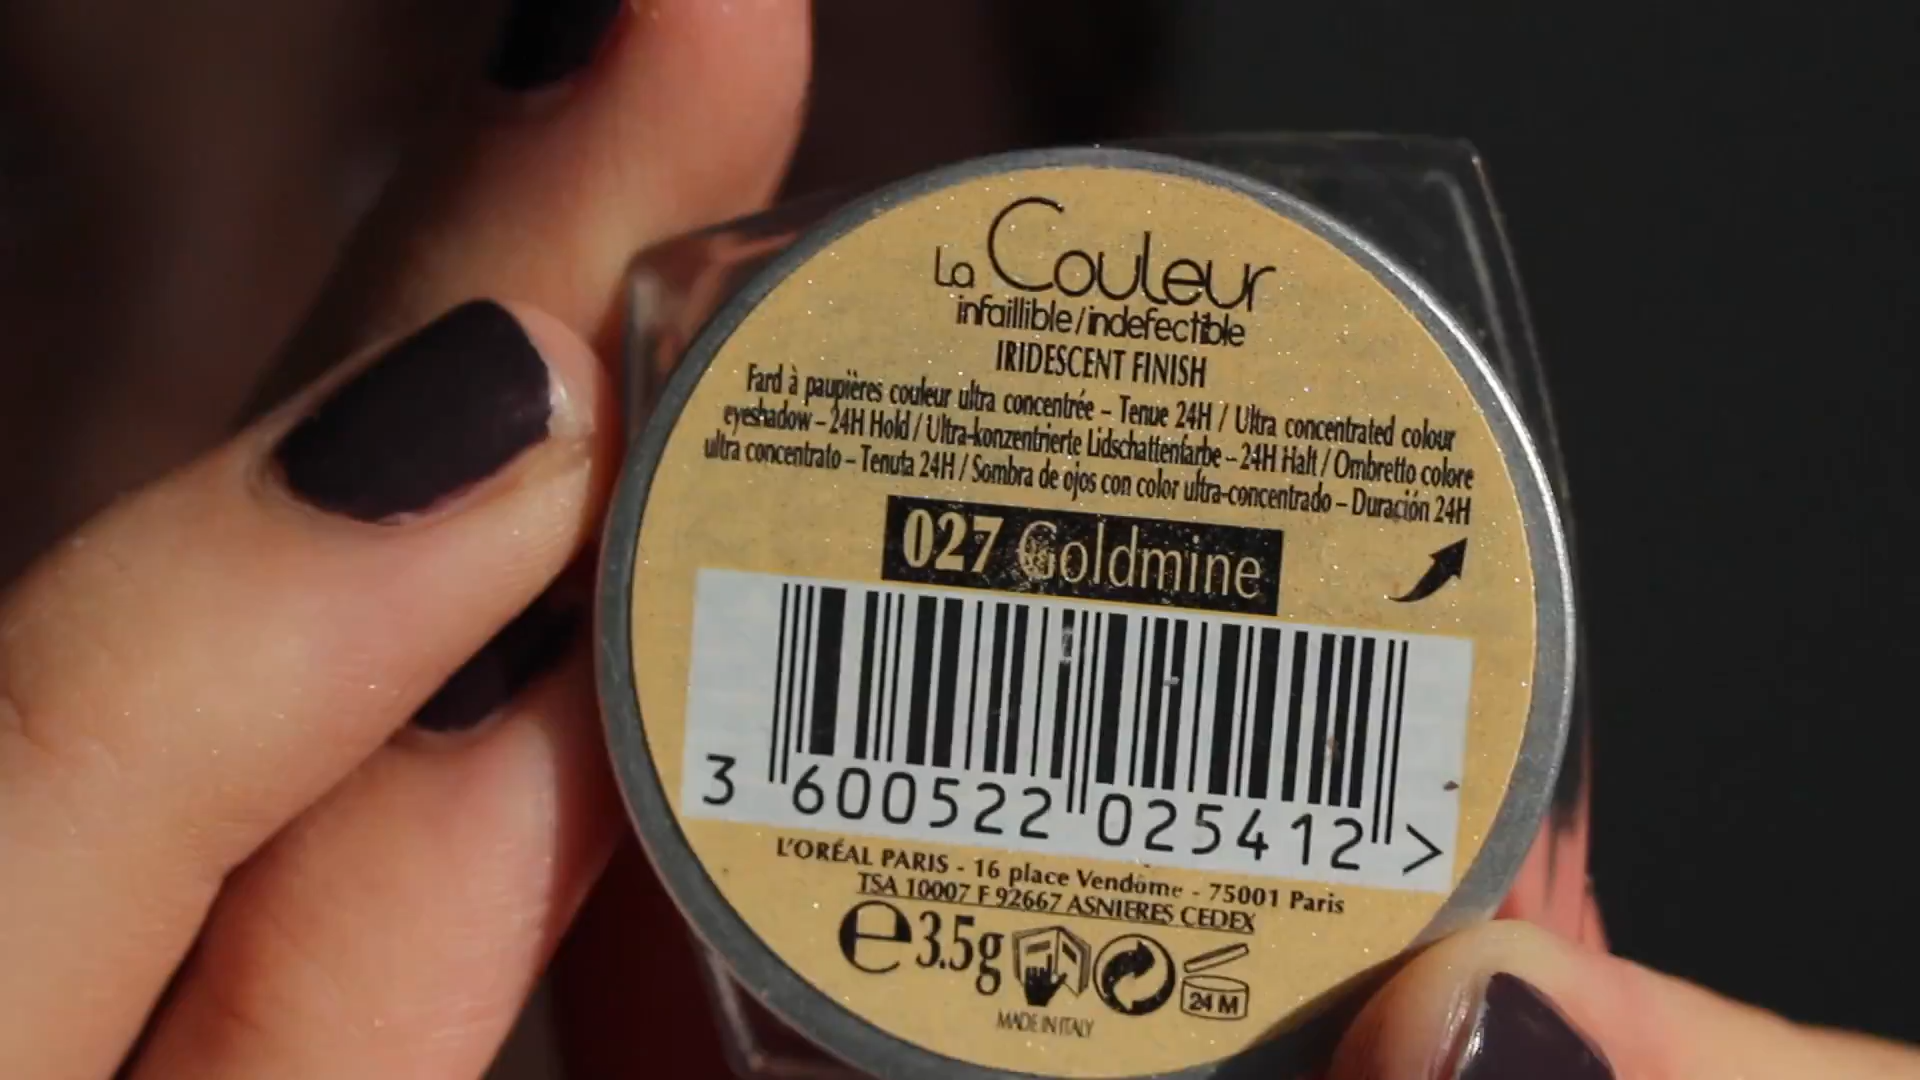 La Couleur
infaillible/indefectible
IRIDESCENT FINISH
Fard à paupières couleur ultra concentrée – Tenue 24H / Ultra concentrated colour
eyeshadow – 24H Hold / Ultra-konzentrierte Lidschattenfarbe – 24H Halt / Ombretto colore
ultra concentrato – Tenuta 24H / Sombra de ojos con color ultra-concentrado – Duración 24H
027 Goldmine
3 600522 025412 >
L'ORÉAL PARIS - 16 place Vendôme - 75001 Paris
TSA 10007 F 92667 ASNIERES CEDEX
e 3.5g
24 M
MADE IN ITALY